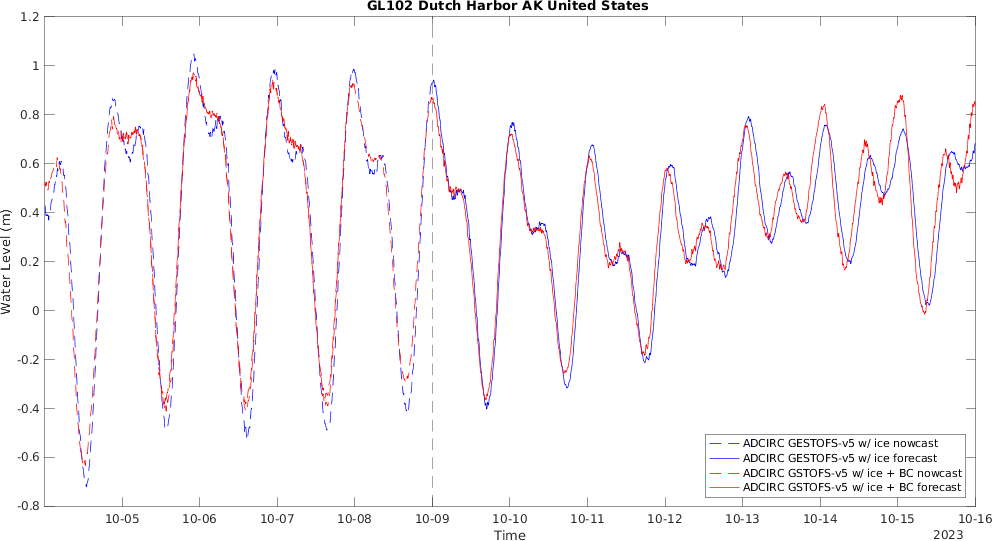 GL102 Dutch Harbor AK United States
1.2
1
0.8
0.6
0.4
0.2
0
-0.2
-0.4
-0.6
-0.8
Water Level (m)
ADCIRC GESTOFS-v5 w/ ice nowcast
ADCIRC GESTOFS-v5 w/ ice forecast
ADCIRC GSTOFS-v5 w/ ice + BC nowcast
ADCIRC GSTOFS-v5 w/ ice + BC forecast
10-05 10-06 10-07 10-08 10-09 10-10 10-11 10-12 10-13 10-14 10-15 10-16
Time
2023